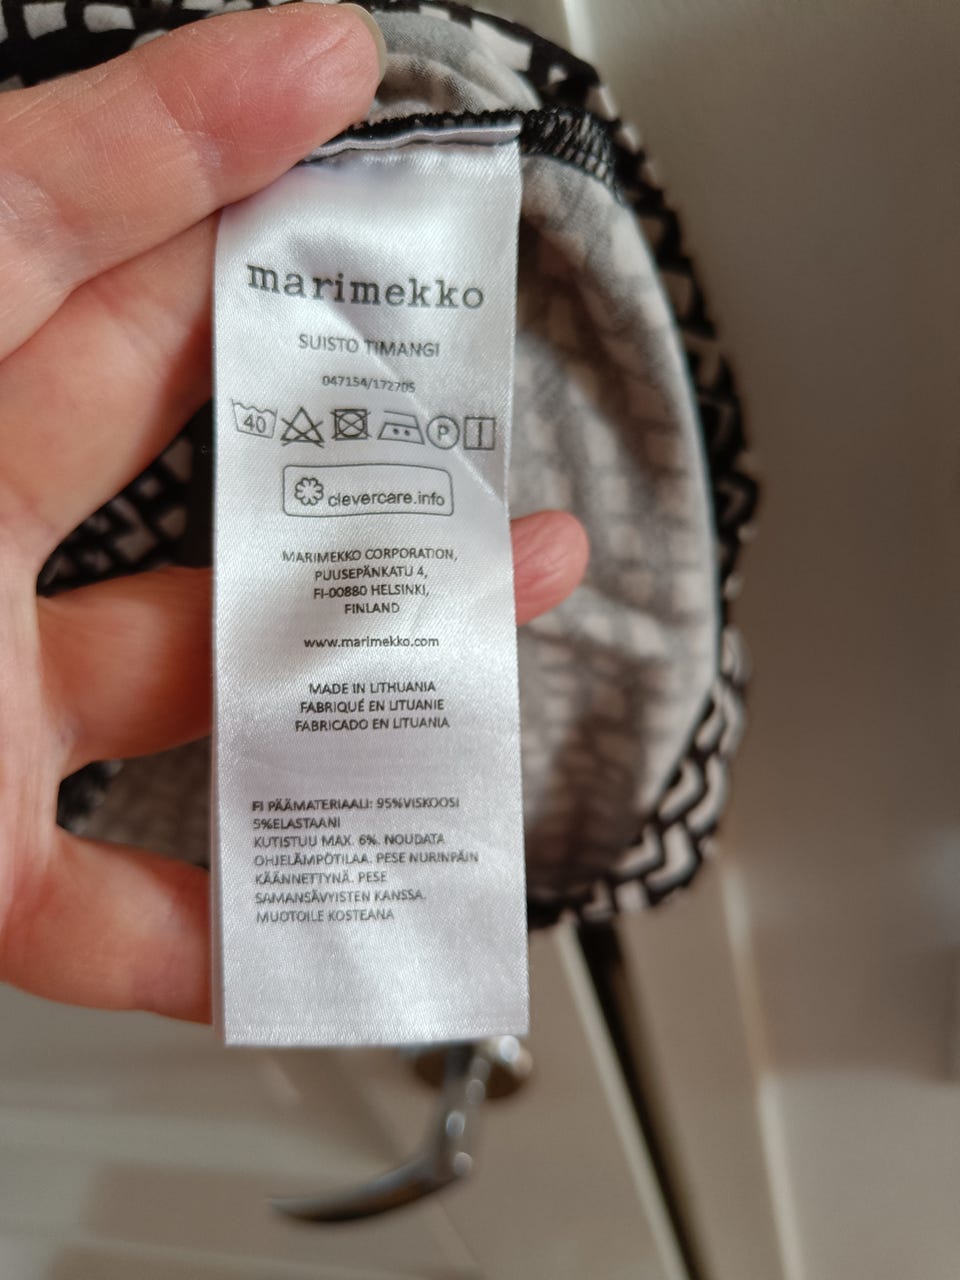 marimekko
SUISTO TIMANGI
047154/172705
40 P
clevercare.info
MARIMEKKO CORPORATION,
PUUSEPÄNKATU 4,
FI-00880 HELSINKI,
FINLAND
www.marimekko.com
MADE IN LITHUANIA
FABRIQUÉ EN LITUANIE
FABRICADO EN LITUANIA
FI PÄÄMATERIAALI: 95%VISKOOSI
5%ELASTAANI
KUTISTUU MAX. 6%. NOUDATA
OHJELÄMPÖTILAA. PESE NURINPÄIN
KÄÄNNETTYNÄ. PESE
SAMANSÄVYISTEN KANSSA.
MUOTOILE KOSTEANA